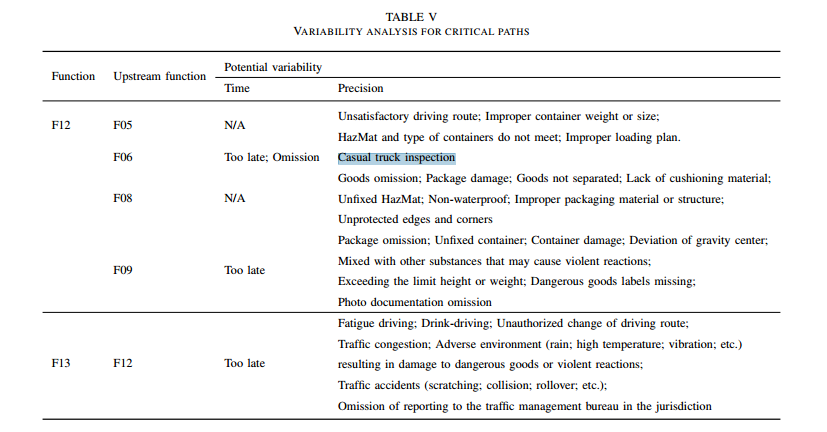 TABLE V
VARIABILITY ANALYSIS FOR CRITICAL PATHS
Function Upstream function Potential variability
Time Precision
F12 F05 N/A Unsatisfactory driving route; Improper container weight or size;
HazMat and type of containers do not meet; Improper loading plan.
F06 Too late; Omission Casual truck inspection
F08 N/A Goods omission; Package damage; Goods not separated; Lack of cushioning material;
Unfixed HazMat; Non-waterproof; Improper packaging material or structure;
Unprotected edges and corners
F09 Too late Package omission; Unfixed container; Container damage; Deviation of gravity center;
Mixed with other substances that may cause violent reactions;
Exceeding the limit height or weight; Dangerous goods labels missing;
Photo documentation omission
F13 F12 Too late Fatigue driving; Drink-driving; Unauthorized change of driving route;
Traffic congestion; Adverse environment (rain; high temperature; vibration; etc.)
resulting in damage to dangerous goods or violent reactions;
Traffic accidents (scratching; collision; rollover; etc.);
Omission of reporting to the traffic management bureau in the jurisdiction